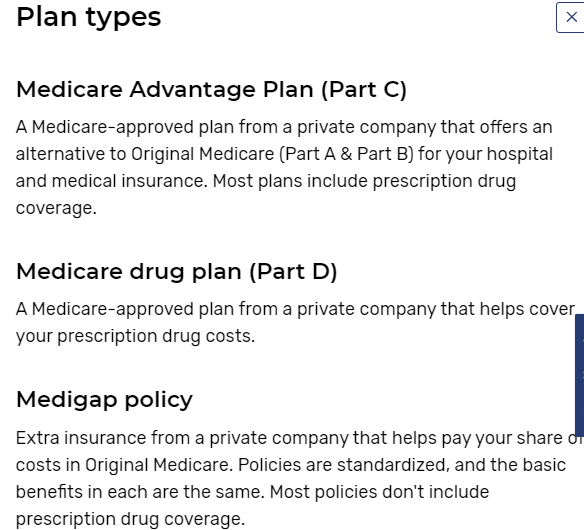 Plan types
Medicare Advantage Plan (Part C)
A Medicare-approved plan from a private company that offers an
alternative to Original Medicare (Part A & Part B) for your hospital
and medical insurance. Most plans include prescription drug
coverage.
Medicare drug plan (Part D)
A Medicare-approved plan from a private company that helps cover
your prescription drug costs.
Medigap policy
Extra insurance from a private company that helps pay your share of
costs in Original Medicare. Policies are standardized, and the basic
benefits in each are the same. Most policies don't include
prescription drug coverage.